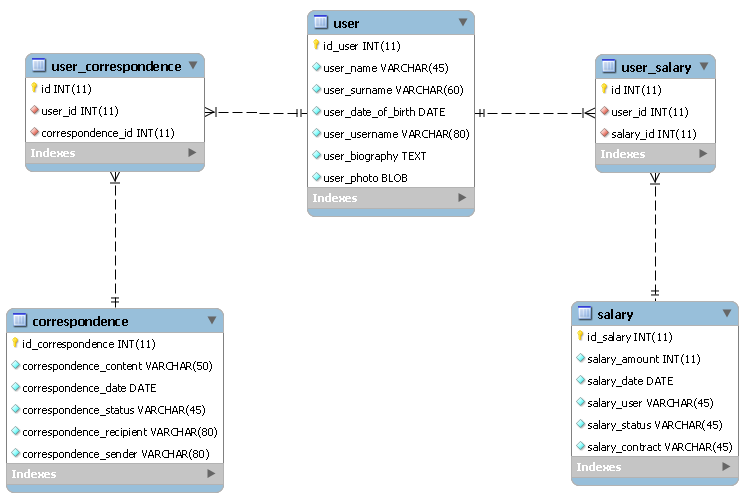 user
id_user INT(11)
user_name VARCHAR(45)
user_surname VARCHAR(60)
user_date_of_birth DATE
user_username VARCHAR(80)
user_biography TEXT
user_photo BLOB
Indexes
user_correspondence
id INT(11)
user_id INT(11)
correspondence_id INT(11)
Indexes
user_salary
id INT(11)
user_id INT(11)
salary_id INT(11)
Indexes
correspondence
id_correspondence INT(11)
correspondence_content VARCHAR(50)
correspondence_date DATE
correspondence_status VARCHAR(45)
correspondence_recipient VARCHAR(80)
correspondence_sender VARCHAR(80)
Indexes
salary
id_salary INT(11)
salary_amount INT(11)
salary_date DATE
salary_user VARCHAR(45)
salary_status VARCHAR(45)
salary_contract VARCHAR(45)
Indexes